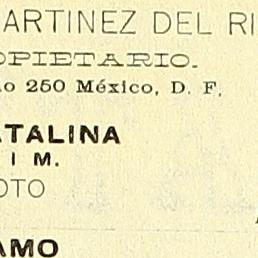 ARTINEZ DEL RI
OPIETARIO.
o 250 México, D. F.
ATALINA
I M.
OTO
AMO